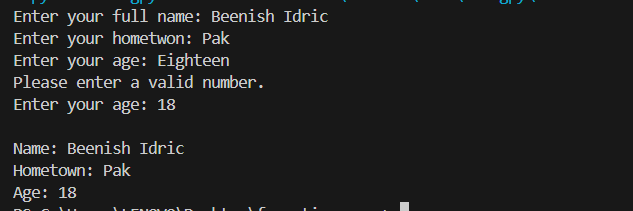 Enter your full name: Beenish Idric
Enter your hometwon: Pak
Enter your age: Eighteen
Please enter a valid number.
Enter your age: 18
Name: Beenish Idric
Hometown: Pak
Age: 18